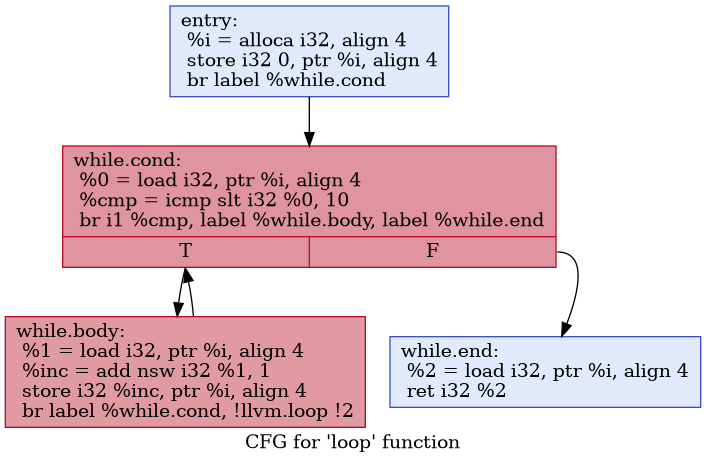 entry:
%i = alloca i32, align 4
store i32 0, ptr %i, align 4
br label %while.cond
while.cond:
%0 = load i32, ptr %i, align 4
%cmp = icmp slt i32 %0, 10
br i1 %cmp, label %while.body, label %while.end
T
F
while.body:
%1 = load i32, ptr %i, align 4
%inc = add nsw i32 %1, 1
store i32 %inc, ptr %i, align 4
br label %while.cond, !llvm.loop !2
while.end:
%2 = load i32, ptr %i, align 4
ret i32 %2
CFG for 'loop' function